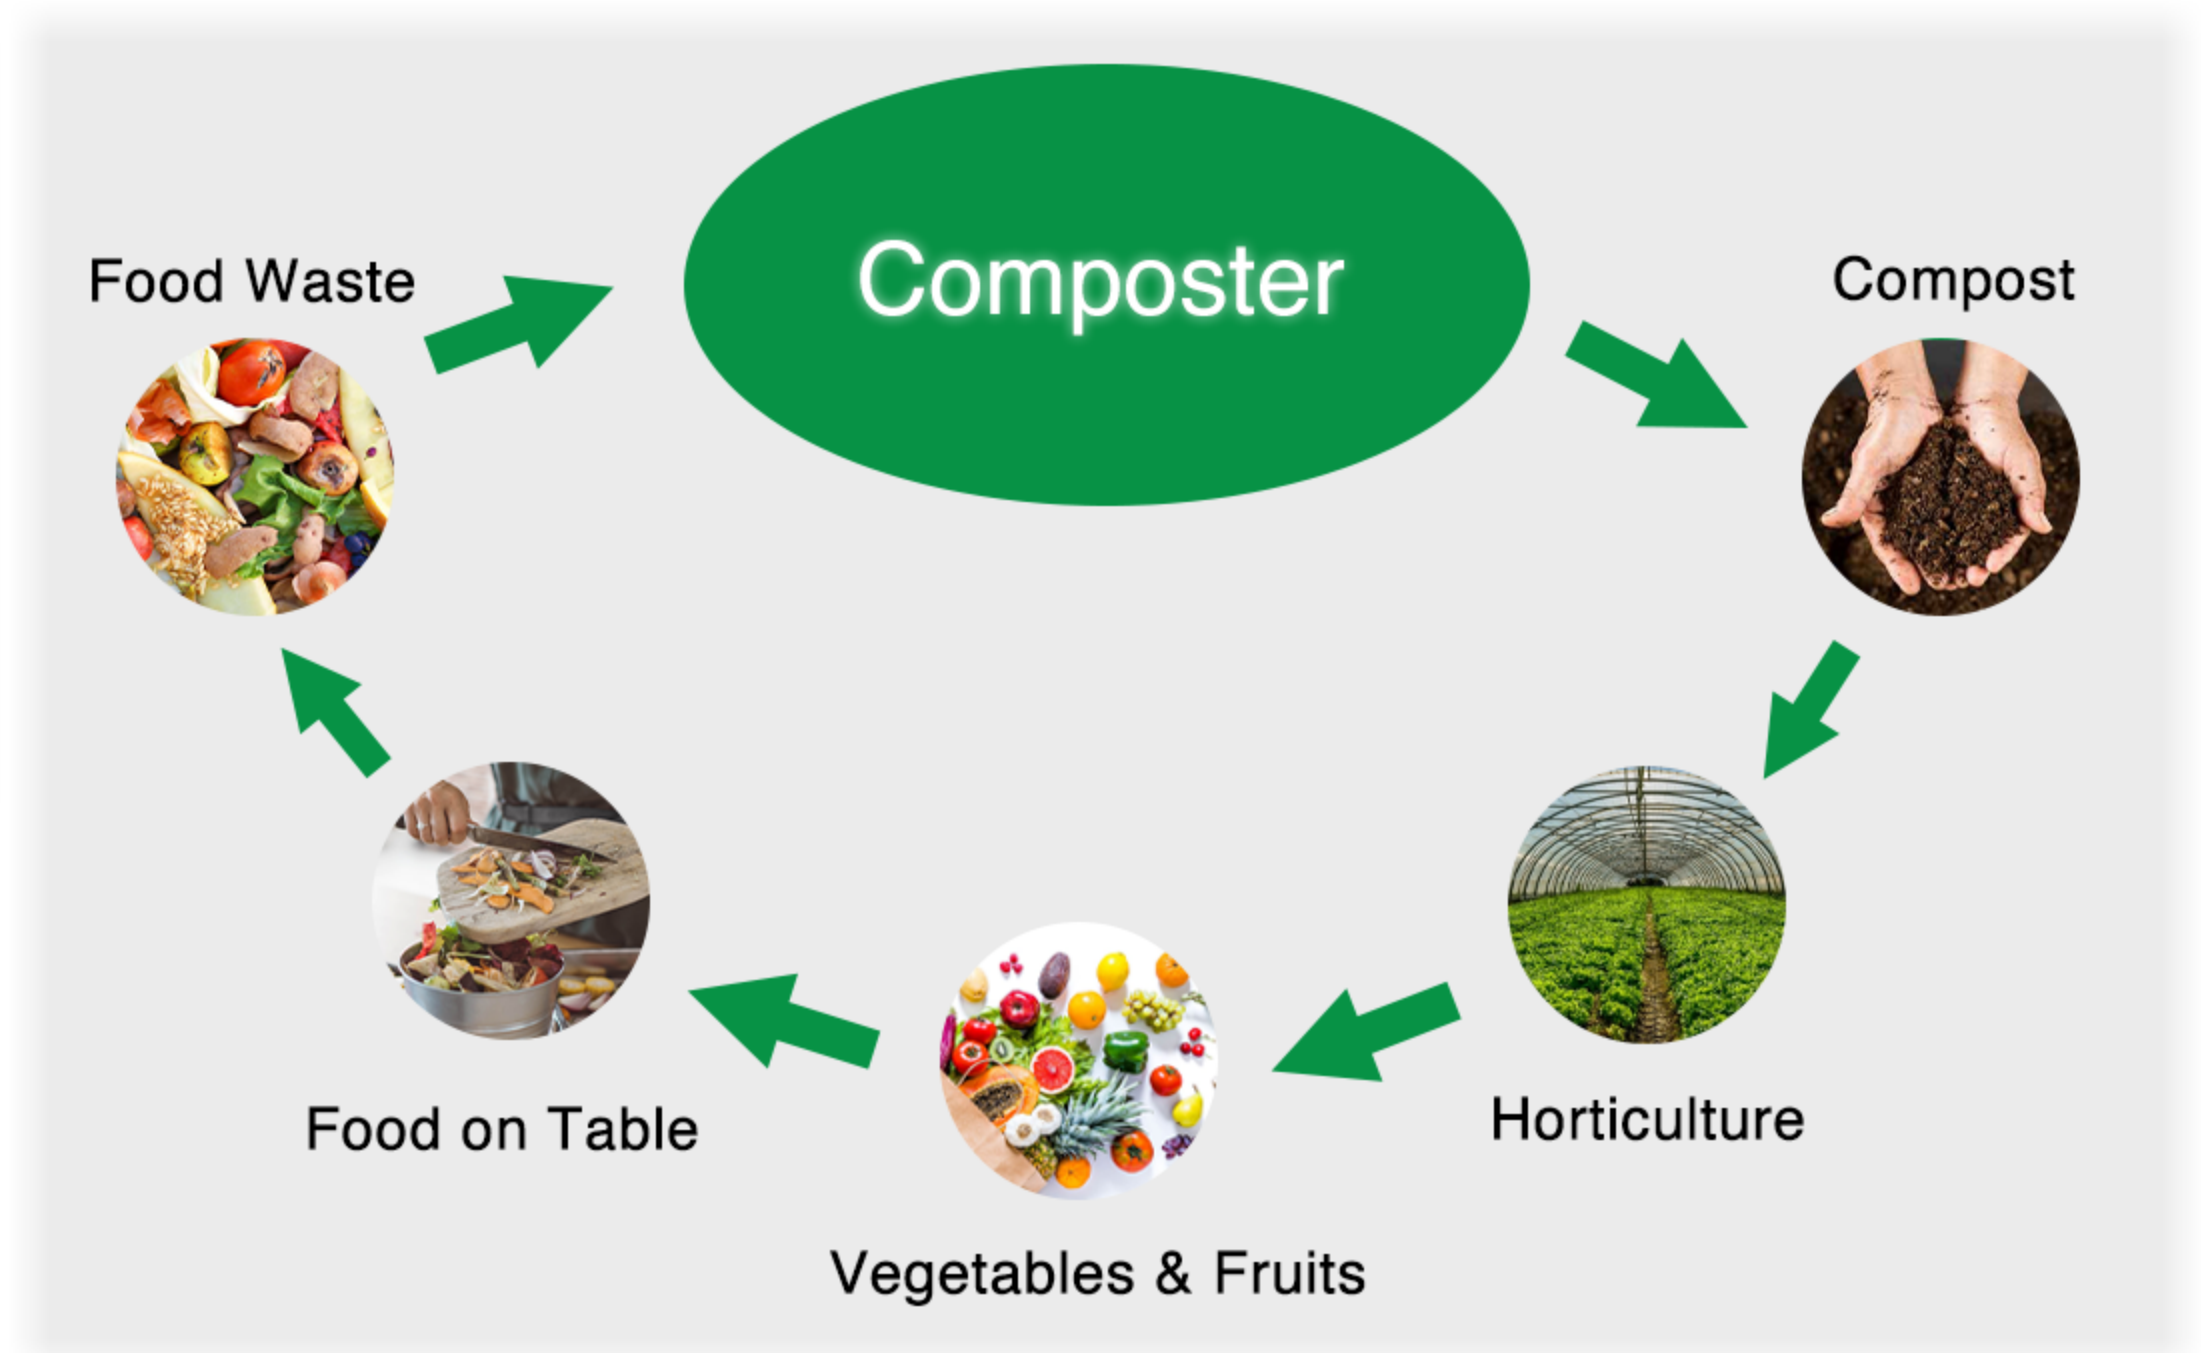 Composter
Food Waste
Compost
Horticulture
Food on Table
Vegetables & Fruits